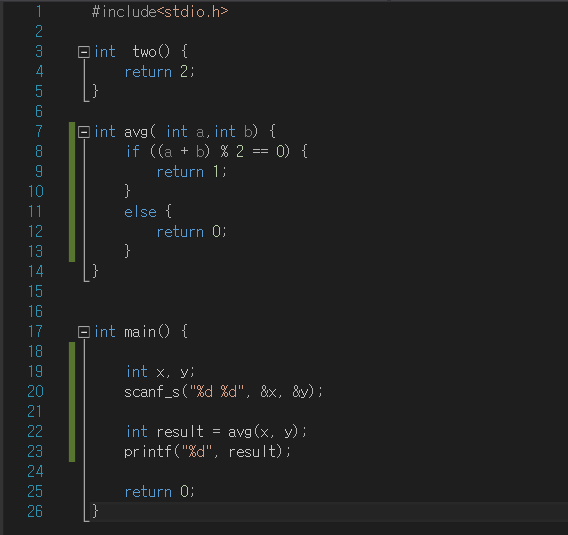 1 #include<stdio.h>
2
3 int  two() {
4     return 2;
5 }
6
7 int avg( int a,int b) {
8     if ((a + b) % 2 == 0) {
9         return 1;
10     }
11     else {
12         return 0;
13     }
14 }
15
16
17 int main() {
18
19     int x, y;
20     scanf_s("%d %d", &x, &y);
21
22     int result = avg(x, y);
23     printf("%d", result);
24
25     return 0;
26 }